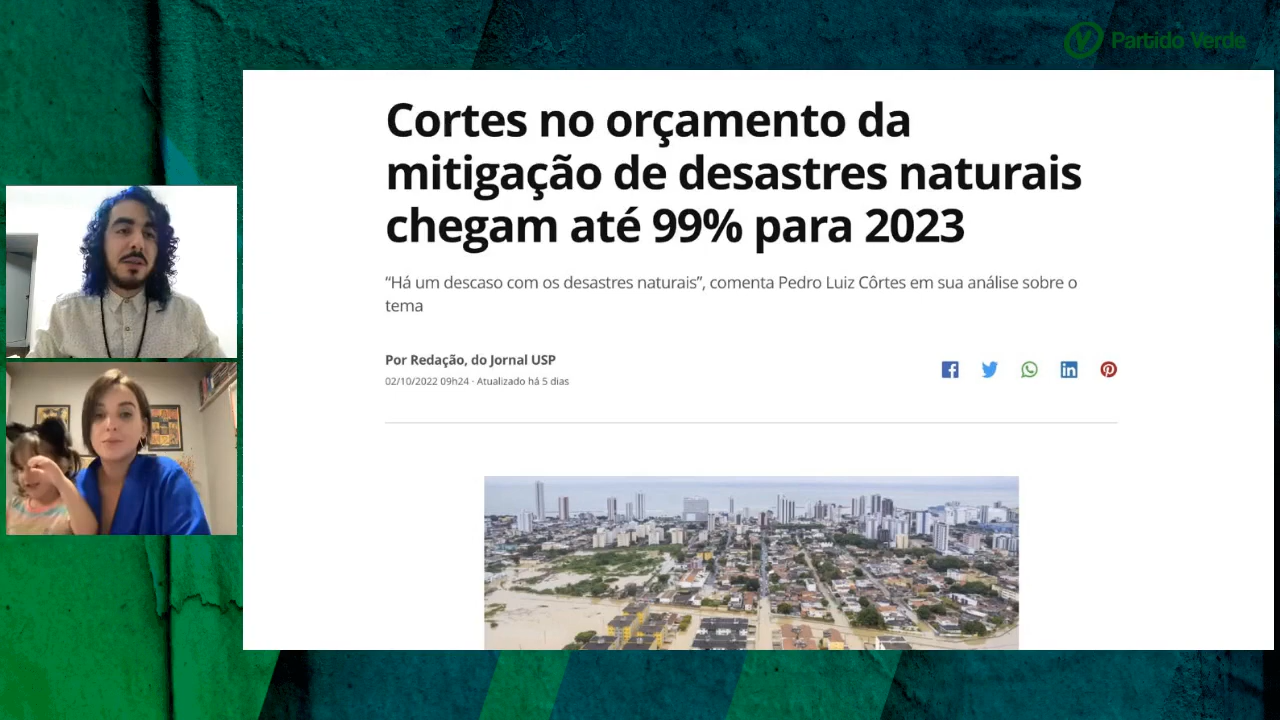 Partido Verde
Cortes no orçamento da
mitigação de desastres naturais
chegam até 99% para 2023
“Há um descaso com os desastres naturais”, comenta Pedro Luiz Côrtes em sua análise sobre o
tema
Por Redação, do Jornal USP
02/10/2022 09h24 · Atualizado há 5 dias